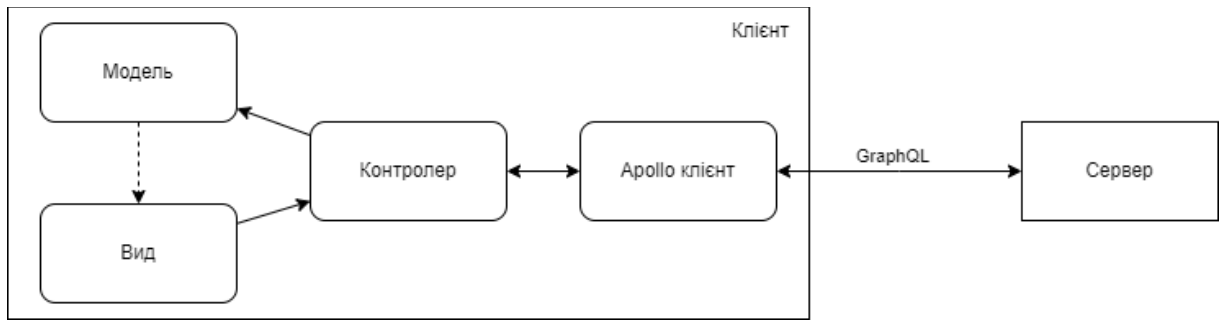 Клієнт
Модель
Контролер
Apollo клієнт
GraphQL
Сервер
Вид